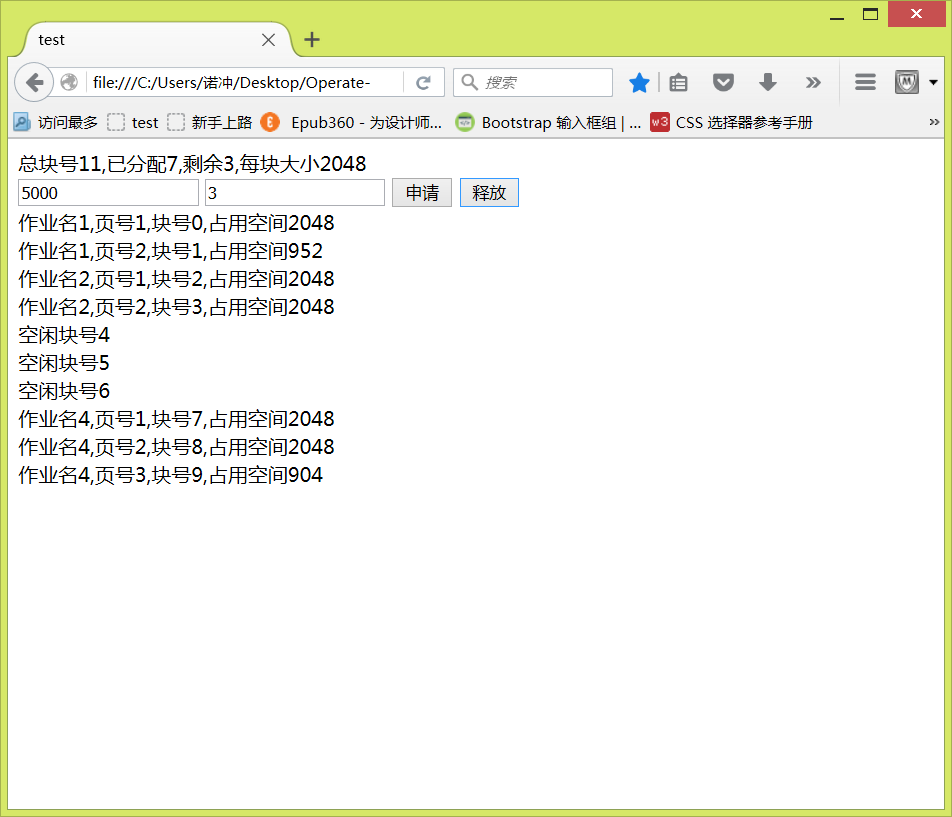 test
file:///C:/Users/诺冲/Desktop/Operate-
搜索
访问最多 test 新手上路 Epub360 - 为设计师... Bootstrap 输入框组 | ... w3 CSS 选择器参考手册
总块号11,已分配7,剩余3,每块大小2048
5000 3 申请 释放
作业名1,页号1,块号0,占用空间2048
作业名1,页号2,块号1,占用空间952
作业名2,页号1,块号2,占用空间2048
作业名2,页号2,块号3,占用空间2048
空闲块号4
空闲块号5
空闲块号6
作业名4,页号1,块号7,占用空间2048
作业名4,页号2,块号8,占用空间2048
作业名4,页号3,块号9,占用空间904